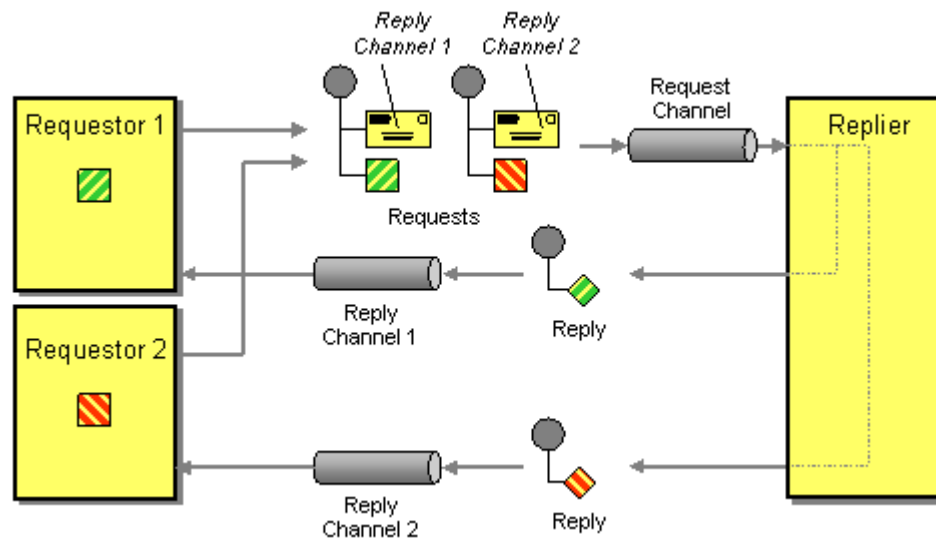 Reply
Channel 1
Reply
Channel 2
Request
Channel
Requestor 1
Replier
Requests
Reply
Channel 1
Reply
Requestor 2
Reply
Channel 2
Reply